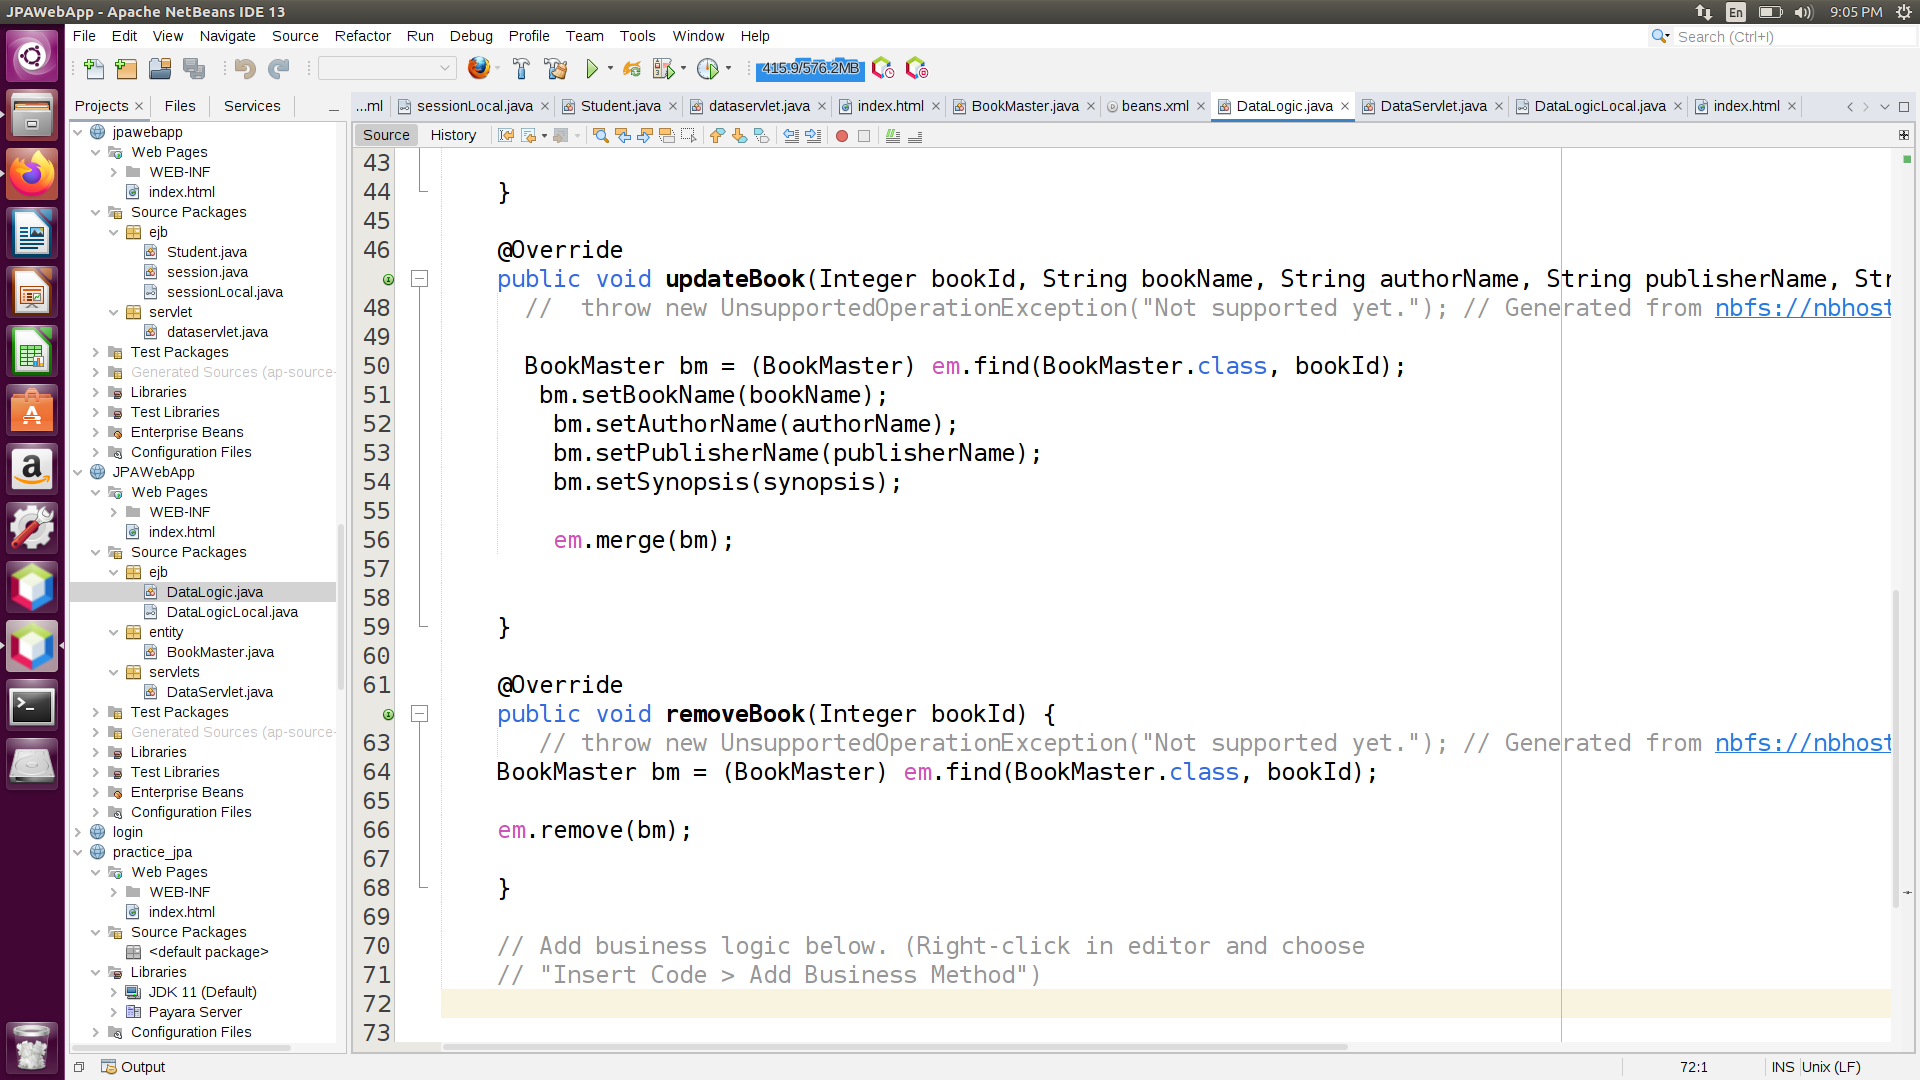 JPAWebApp - Apache NetBeans IDE 13
En
9:05 PM
File Edit View Navigate Source Refactor Run Debug Profile Team Tools Window Help
Search (Ctrl+I)
415.9/576.2MB
Projects Files Services
...ml sessionLocal.java Student.java dataservlet.java index.html BookMaster.java beans.xml DataLogic.java DataServlet.java DataLogicLocal.java index.html
Source History
jpawebapp
Web Pages
WEB-INF
index.html
Source Packages
ejb
Student.java
session.java
sessionLocal.java
servlet
dataservlet.java
Test Packages
Generated Sources (ap-source-
Libraries
Test Libraries
Enterprise Beans
Configuration Files
JPAWebApp
Web Pages
WEB-INF
index.html
Source Packages
ejb
DataLogic.java
DataLogicLocal.java
entity
BookMaster.java
servlets
DataServlet.java
Test Packages
Generated Sources (ap-source-
Libraries
Test Libraries
Enterprise Beans
Configuration Files
login
practice_jpa
Web Pages
WEB-INF
index.html
Source Packages
<default package>
Libraries
JDK 11 (Default)
Payara Server
Configuration Files
43
44 }
45
46 @Override
public void updateBook(Integer bookId, String bookName, String authorName, String publisherName, Str
48 // throw new UnsupportedOperationException("Not supported yet."); // Generated from nbfs://nbhost
49
50 BookMaster bm = (BookMaster) em.find(BookMaster.class, bookId);
51 bm.setBookName(bookName);
52 bm.setAuthorName(authorName);
53 bm.setPublisherName(publisherName);
54 bm.setSynopsis(synopsis);
55
56 em.merge(bm);
57
58
59 }
60
61 @Override
public void removeBook(Integer bookId) {
63 // throw new UnsupportedOperationException("Not supported yet."); // Generated from nbfs://nbhost
64 BookMaster bm = (BookMaster) em.find(BookMaster.class, bookId);
65
66 em.remove(bm);
67
68 }
69
70 // Add business logic below. (Right-click in editor and choose
71 // "Insert Code > Add Business Method")
72
73
Output
72:1 INS Unix (LF)